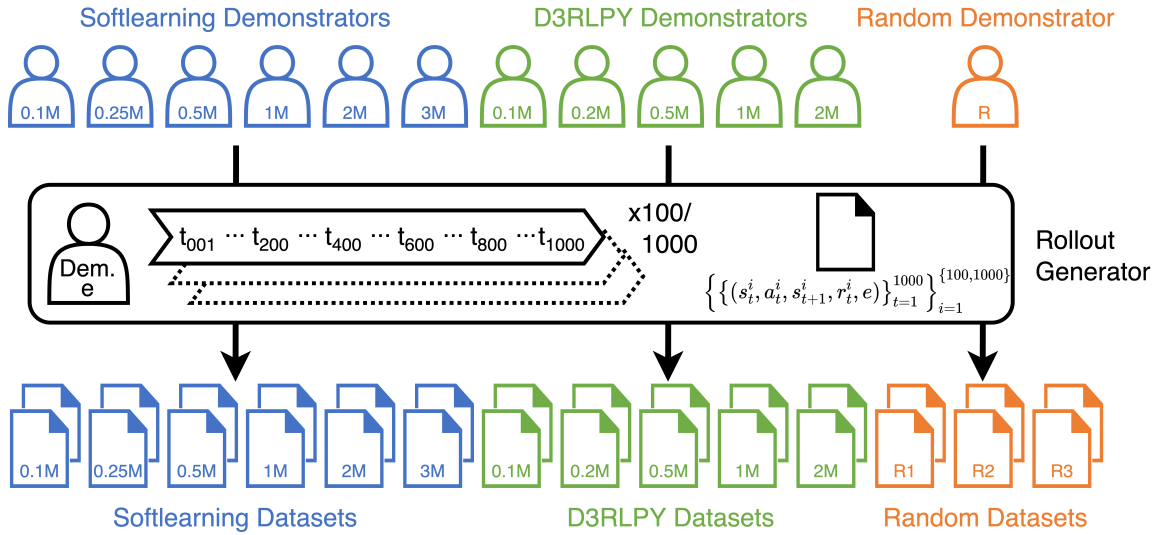 Softlearning Demonstrators D3RLPY Demonstrators Random Demonstrator
0.1M 0.25M 0.5M 1M 2M 3M 0.1M 0.2M 0.5M 1M 2M R
x100/
1000
t001 ··· t200 ··· t400 ··· t600 ··· t800 ··· t1000
Dem.
e
{ { (s_t^i, a_t^i, s_{t+1}^i, r_t^i, e) }_{t=1}^{1000} }_{i=1}^{{100,1000}}
Rollout
Generator
0.1M 0.25M 0.5M 1M 2M 3M 0.1M 0.2M 0.5M 1M 2M R1 R2 R3
Softlearning Datasets D3RLPY Datasets Random Datasets